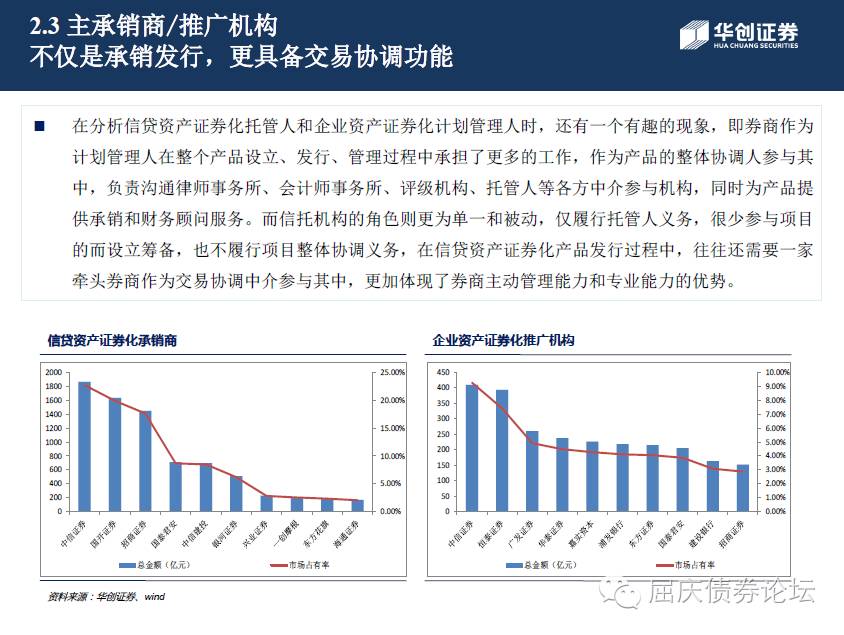 2.3 主承销商/推广机构
不仅是承销发行，更具备交易协调功能
华创证券
HUA CHUANG SECURITIES
■ 在分析信贷资产证券化托管人和企业资产证券化计划管理人时，还有一个有趣的现象，即券商作为
计划管理人在整个产品设立、发行、管理过程中承担了更多的工作，作为产品的整体协调人参与其
中，负责沟通律师事务所、会计师事务所、评级机构、托管人等各方中介参与机构，同时为产品提
供承销和财务顾问服务。而信托机构的角色则更为单一和被动，仅履行托管人义务，很少参与项目
的而设立筹备，也不履行项目整体协调义务，在信贷资产证券化产品发行过程中，往往还需要一家
牵头券商作为交易协调中介参与其中，更加体现了券商主动管理能力和专业能力的优势。
信贷资产证券化承销商
2000
1800
1600
1400
1200
1000
800
600
400
200
0
25.00%
20.00%
15.00%
10.00%
5.00%
0.00%
中信证券
国开证券
招商证券
国泰君安
中信建投
银河证券
兴业证券
一创摩根
东方花旗
海通证券
总金额（亿元）
市场占有率
企业资产证券化推广机构
450
400
350
300
250
200
150
100
50
0
10.00%
9.00%
8.00%
7.00%
6.00%
5.00%
4.00%
3.00%
2.00%
1.00%
0.00%
中信证券
恒泰证券
广发证券
华泰证券
嘉实资本
浦发银行
东方证券
国泰君安
建设银行
招商证券
总金额（亿元）
市场占有率
资料来源：华创证券、wind
屈庆债券论坛